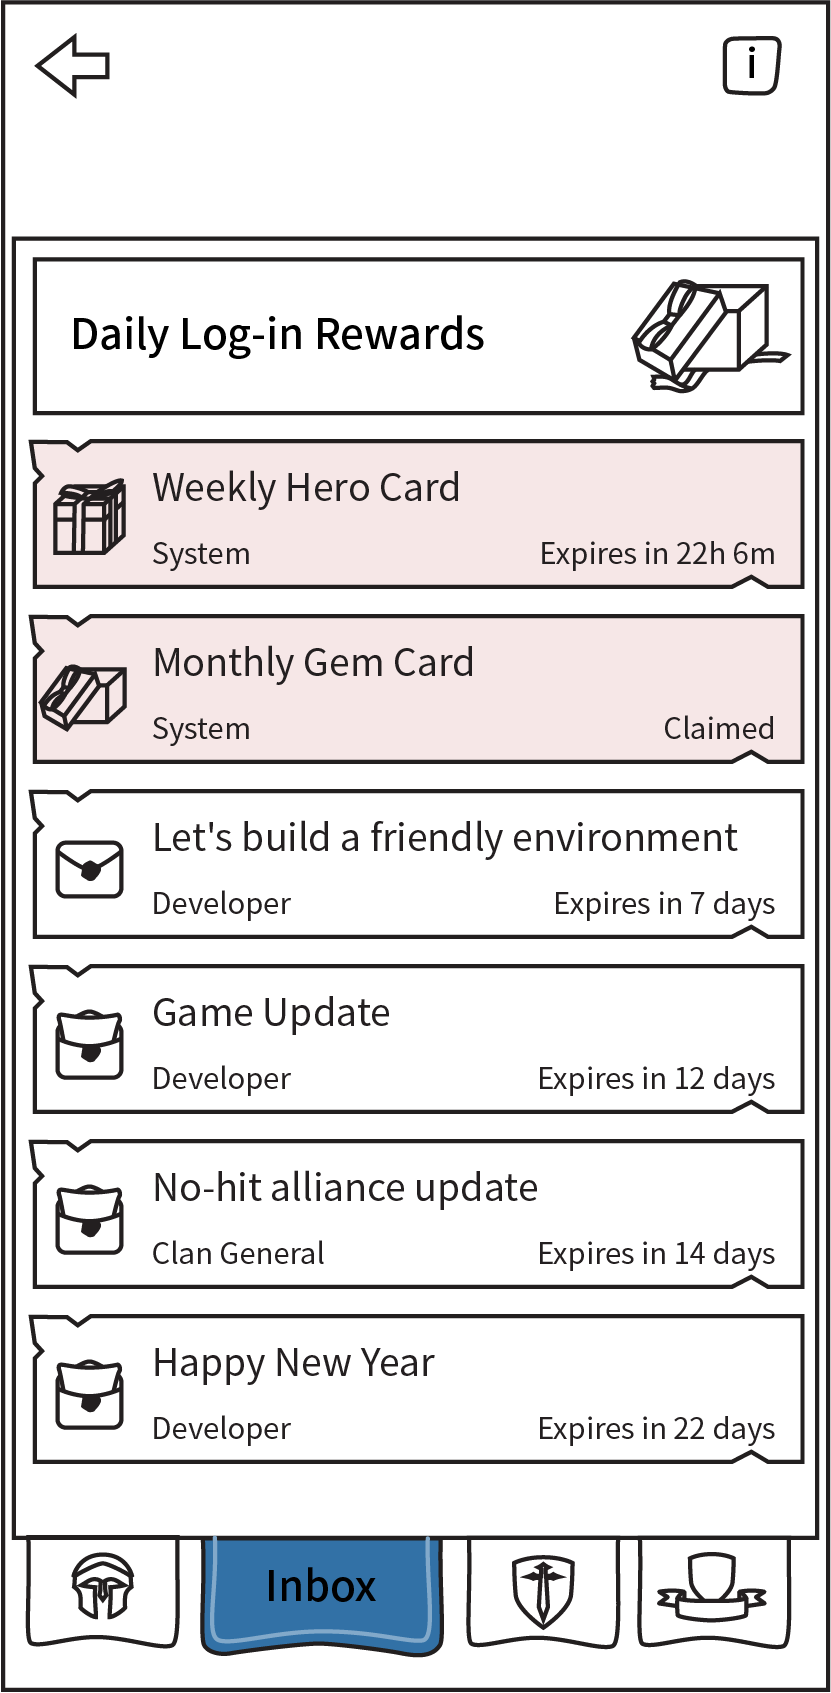 i
Daily Log-in Rewards
Weekly Hero Card
System
Expires in 22h 6m
Monthly Gem Card
System
Claimed
Let's build a friendly environment
Developer
Expires in 7 days
Game Update
Developer
Expires in 12 days
No-hit alliance update
Clan General
Expires in 14 days
Happy New Year
Developer
Expires in 22 days
Inbox